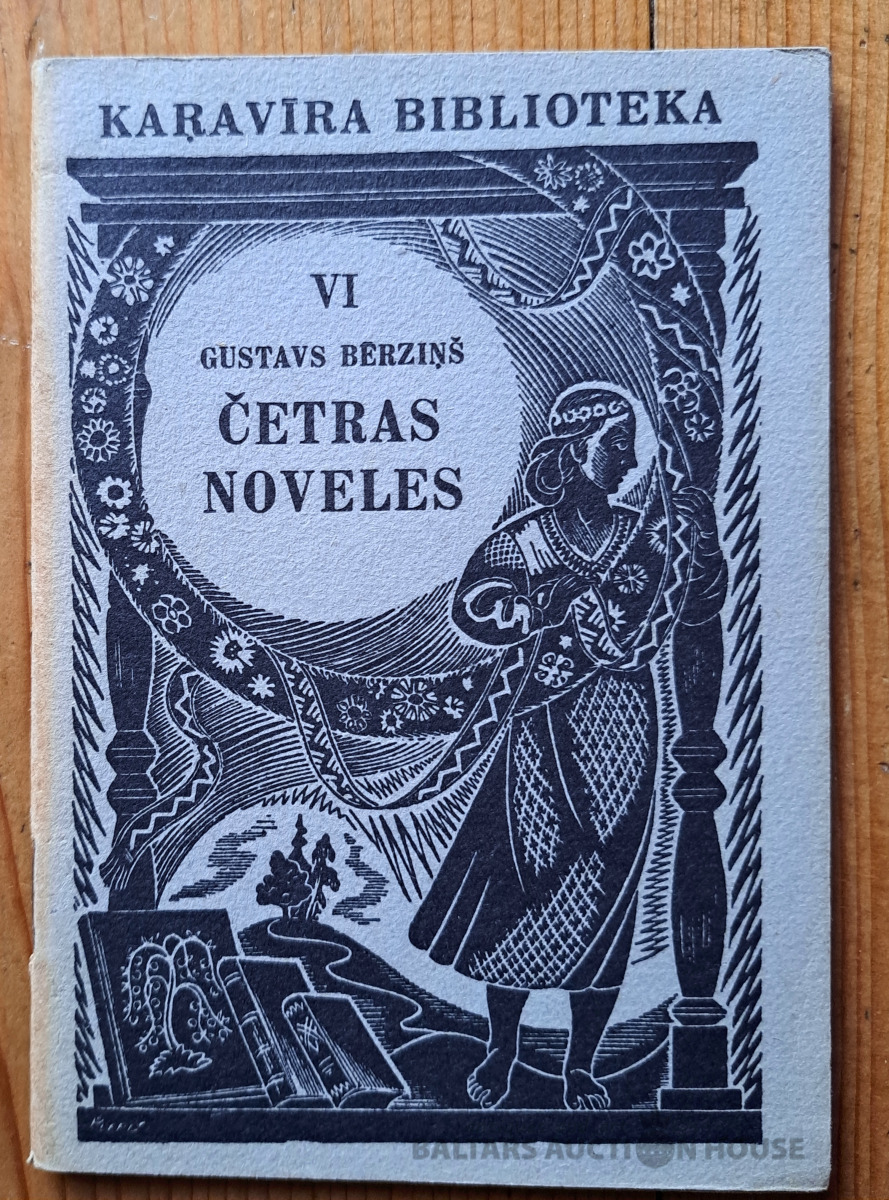 KAŖAVĪRA BIBLIOTEKA
VI
GUSTAVS BĒRZIŅŠ
ČETRAS
NOVELES
BALTARS AUCTION HOUSE